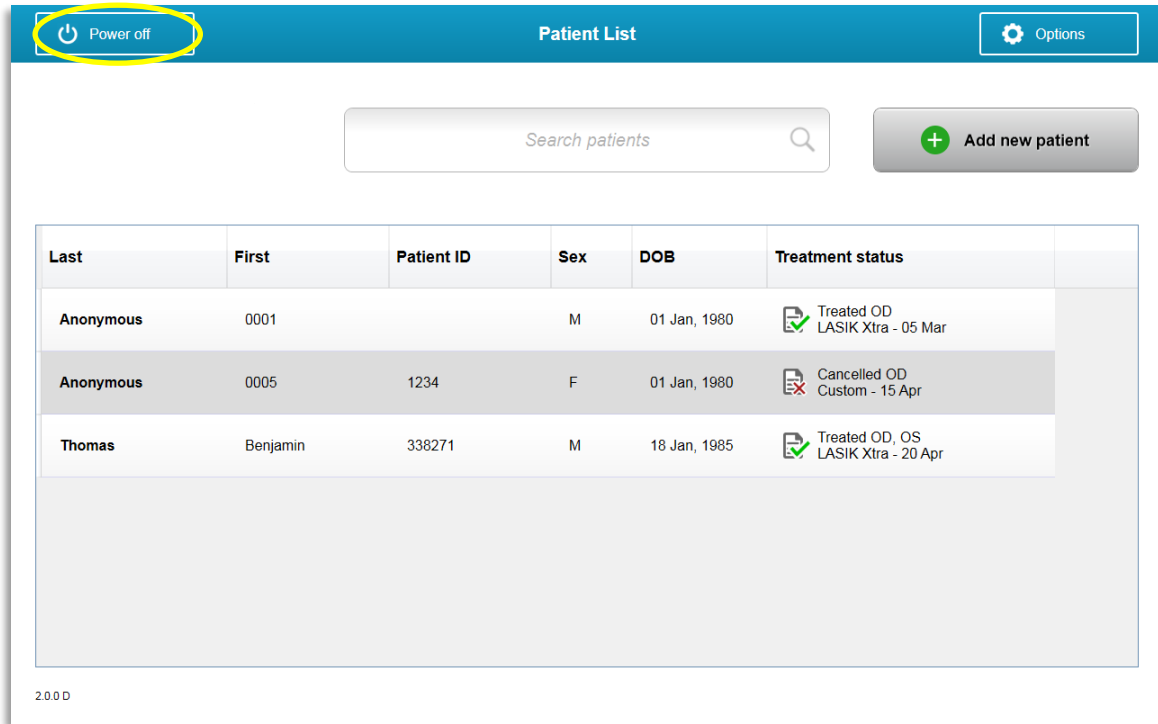 Power off
Patient List
Options
Search patients
Add new patient
Last First Patient ID Sex DOB Treatment status
Anonymous 0001 M 01 Jan, 1980 Treated OD
LASIK Xtra - 05 Mar
Anonymous 0005 1234 F 01 Jan, 1980 Cancelled OD
Custom - 15 Apr
Thomas Benjamin 338271 M 18 Jan, 1985 Treated OD, OS
LASIK Xtra - 20 Apr
2.0.0 D